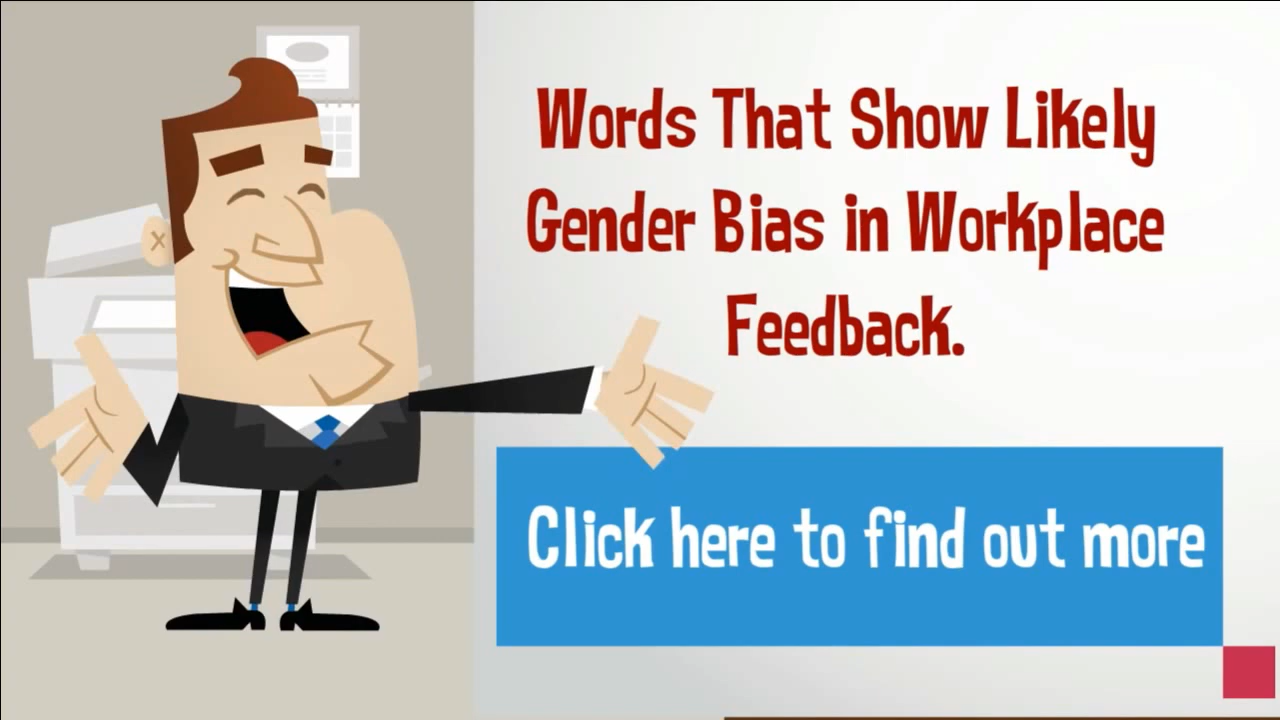 Words That Show Likely
Gender Bias in Workplace
Feedback.
Click here to find out more